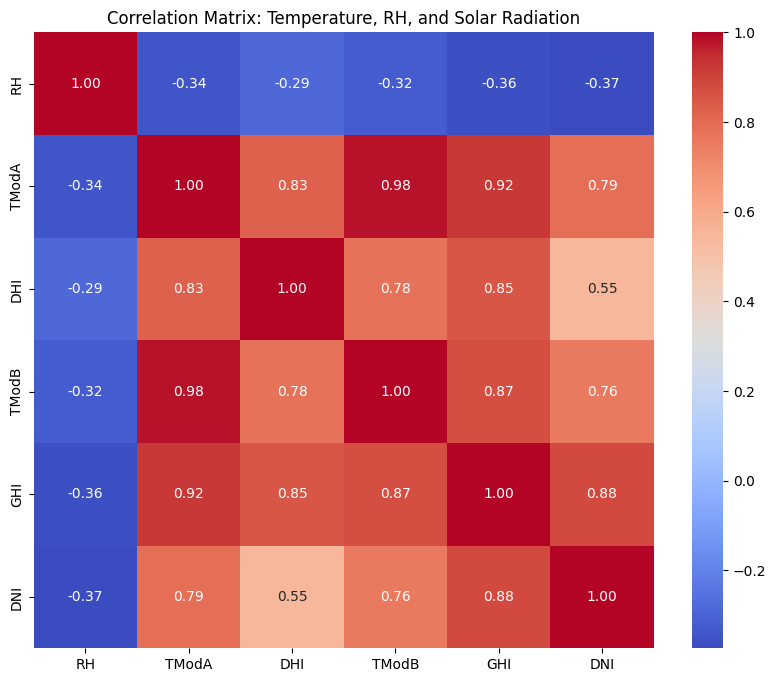 Correlation Matrix: Temperature, RH, and Solar Radiation
RH 1.00 -0.34 -0.29 -0.32 -0.36 -0.37
TModA -0.34 1.00 0.83 0.98 0.92 0.79
DHI -0.29 0.83 1.00 0.78 0.85 0.55
TModB -0.32 0.98 0.78 1.00 0.87 0.76
GHI -0.36 0.92 0.85 0.87 1.00 0.88
DNI -0.37 0.79 0.55 0.76 0.88 1.00
RH TModA DHI TModB GHI DNI
1.0
0.8
0.6
0.4
0.2
0.0
−0.2